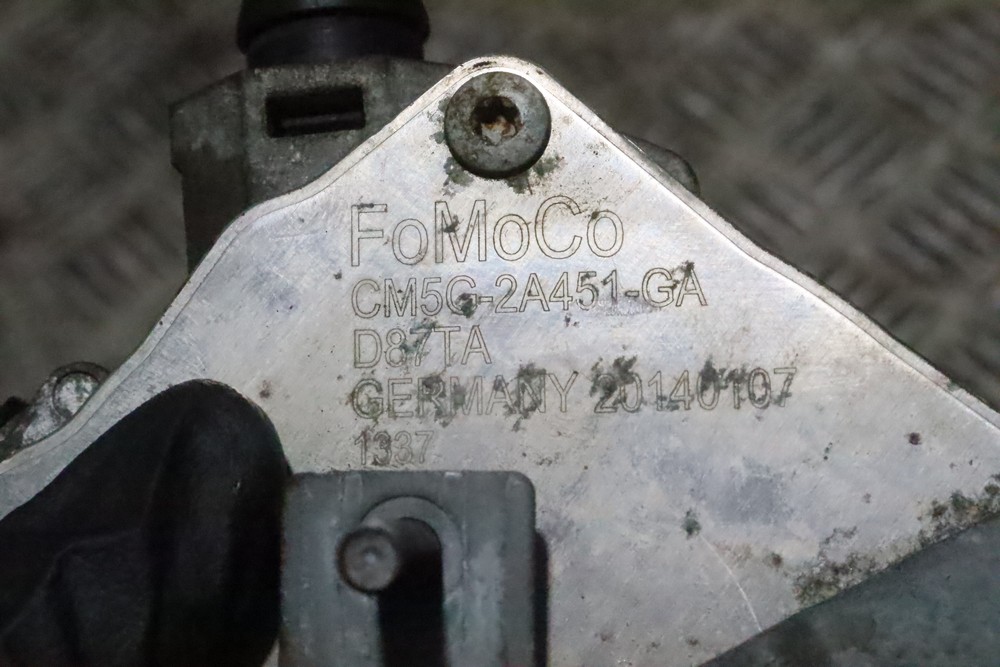 FoMoCo
CM5G-2A451-GA
D87TA
GERMANY 20140107
1337